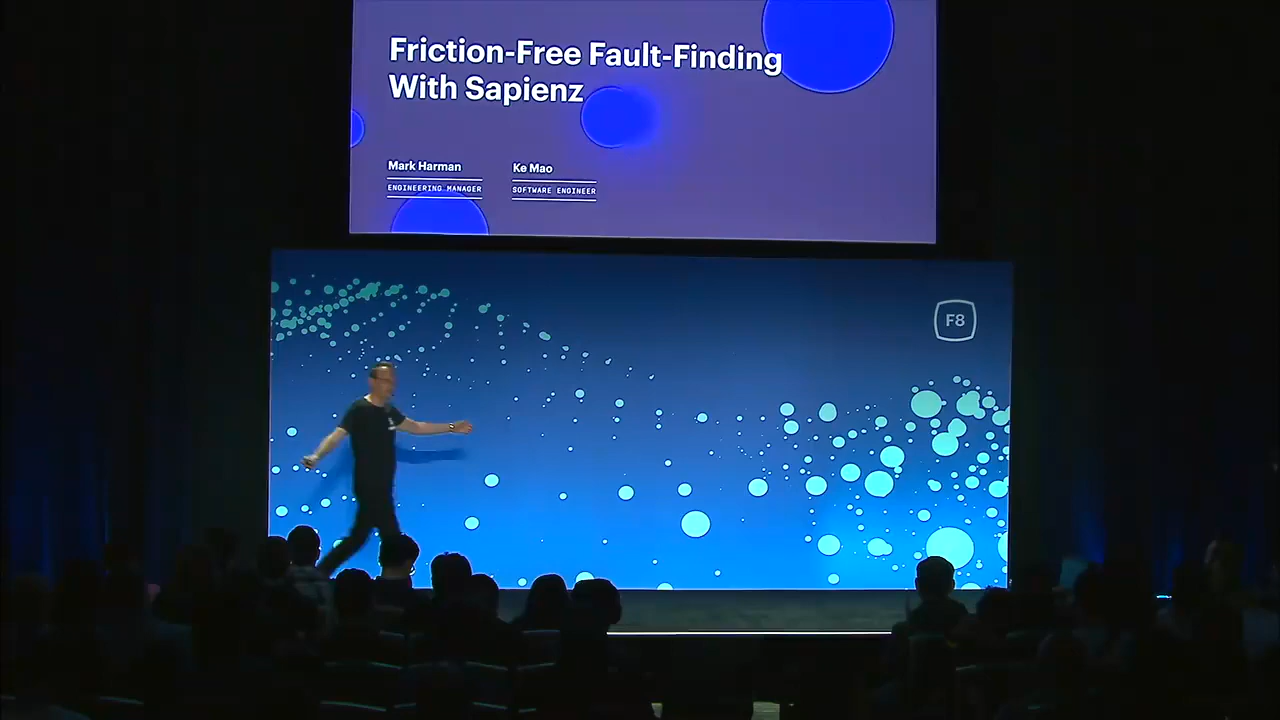 Friction-Free Fault-Finding
With Sapienz
Mark Harman
ENGINEERING MANAGER
Ke Mao
SOFTWARE ENGINEER
F8